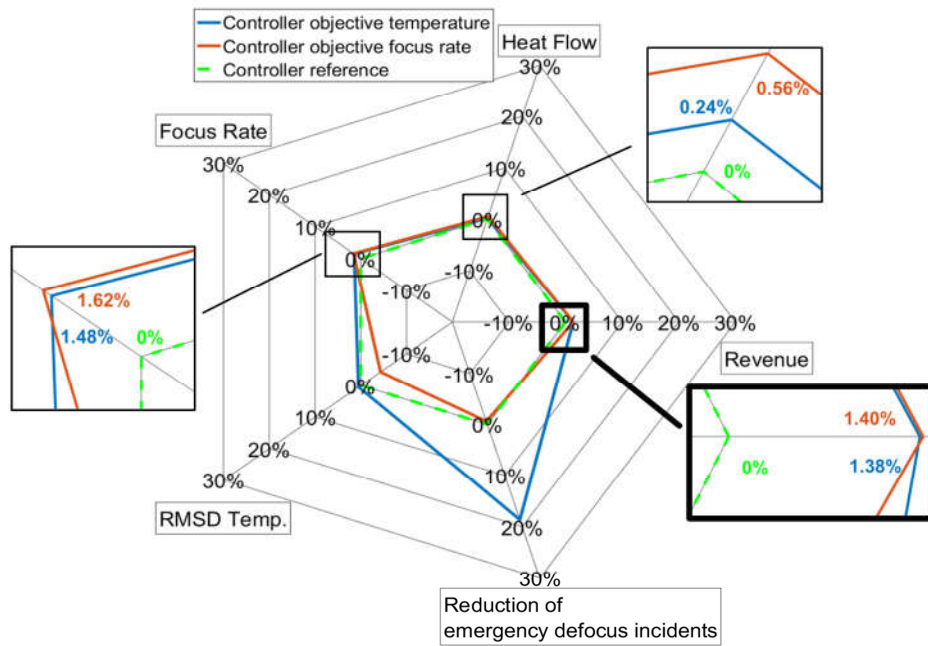 Controller objective temperature
Controller objective focus rate
Controller reference
Heat Flow
30%
20%
10%
0%
-10%
0.56%
0.24%
0%
Focus Rate
30%
20%
10%
0%
-10%
1.62%
1.48%
0%
-10% 0% 10% 20% 30%
Revenue
1.40%
1.38%
0%
-10%
0%
10%
20%
30%
RMSD Temp.
-10%
0%
10%
20%
30%
Reduction of
emergency defocus incidents